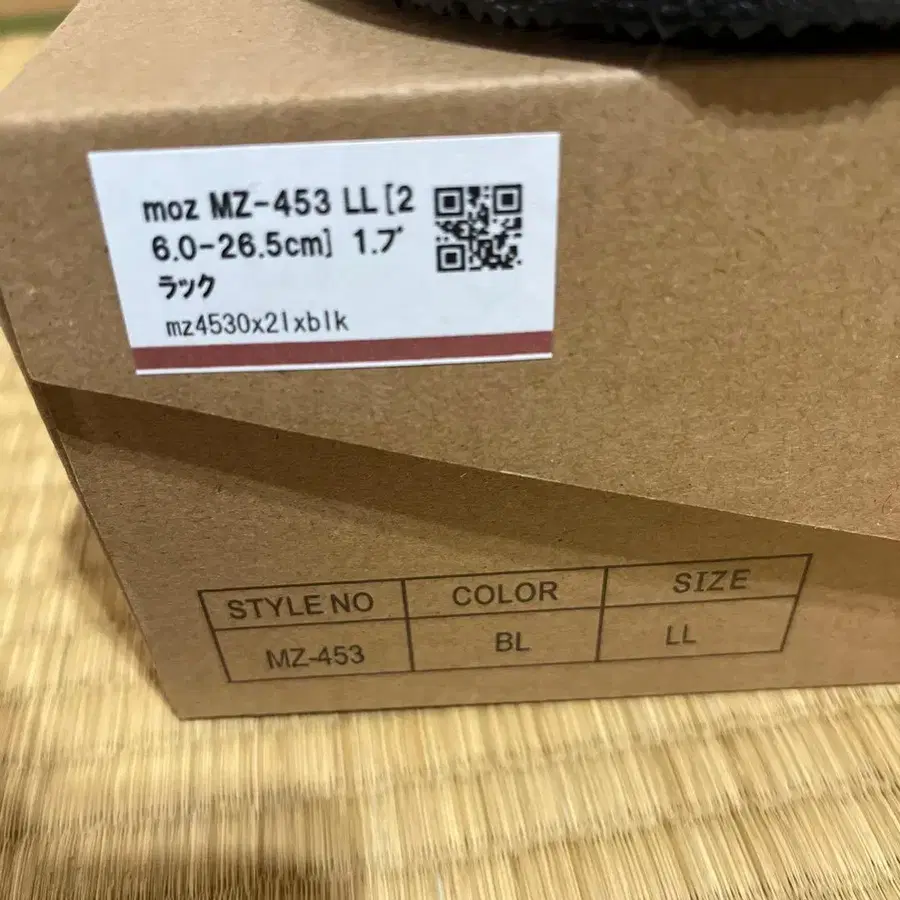 moz MZ-453 LL[2
6.0-26.5cm] 1.ブ
ラック
mz4530x2lxblk
STYLE NO COLOR SIZE
MZ-453 BL LL